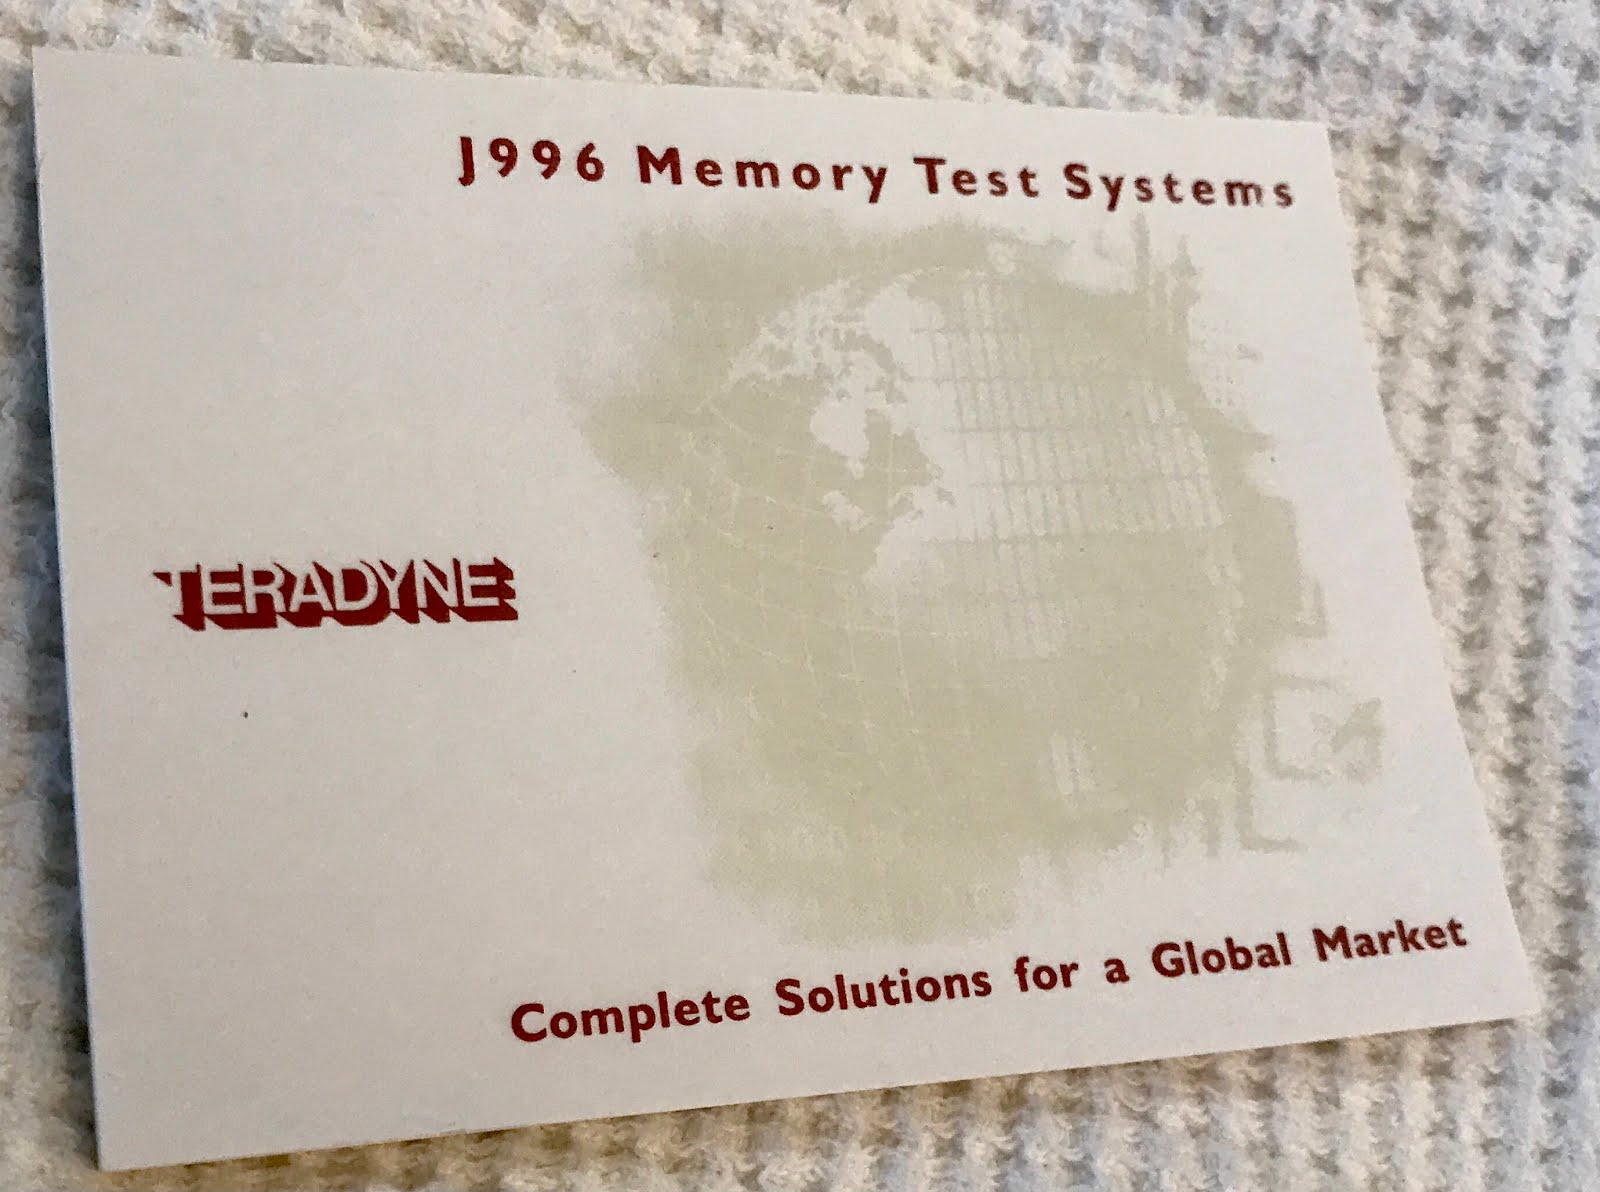 J996 Memory Test Systems
TERADYNE
Complete Solutions for a Global Market